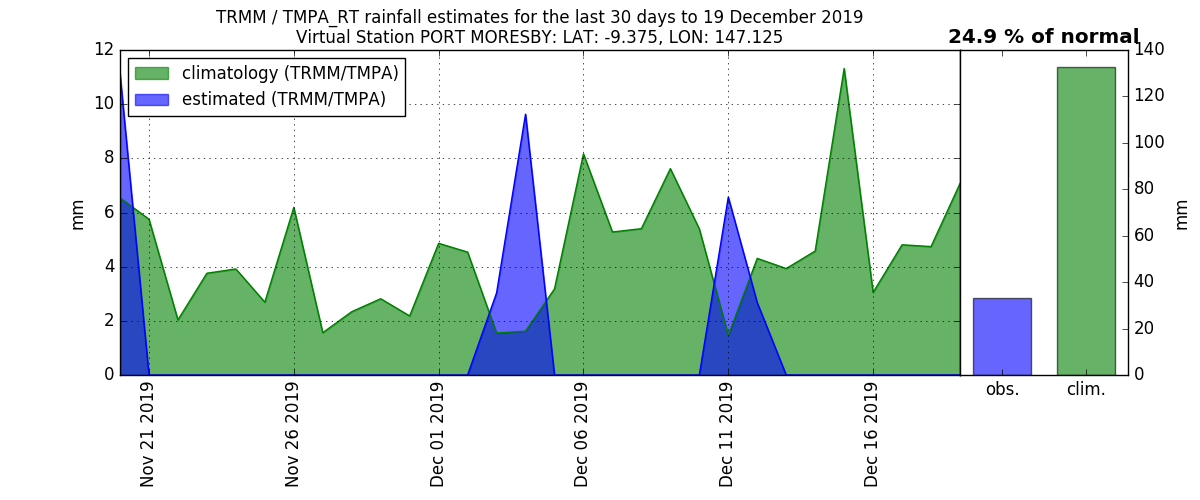 TRMM / TMPA_RT rainfall estimates for the last 30 days to 19 December 2019
Virtual Station PORT MORESBY: LAT: -9.375, LON: 147.125
24.9 % of normal
climatology (TRMM/TMPA)
estimated (TRMM/TMPA)
mm
12
10
8
6
4
2
0
Nov 21 2019
Nov 26 2019
Dec 01 2019
Dec 06 2019
Dec 11 2019
Dec 16 2019
obs.
clim.
140
120
100
80
60
40
20
0
mm